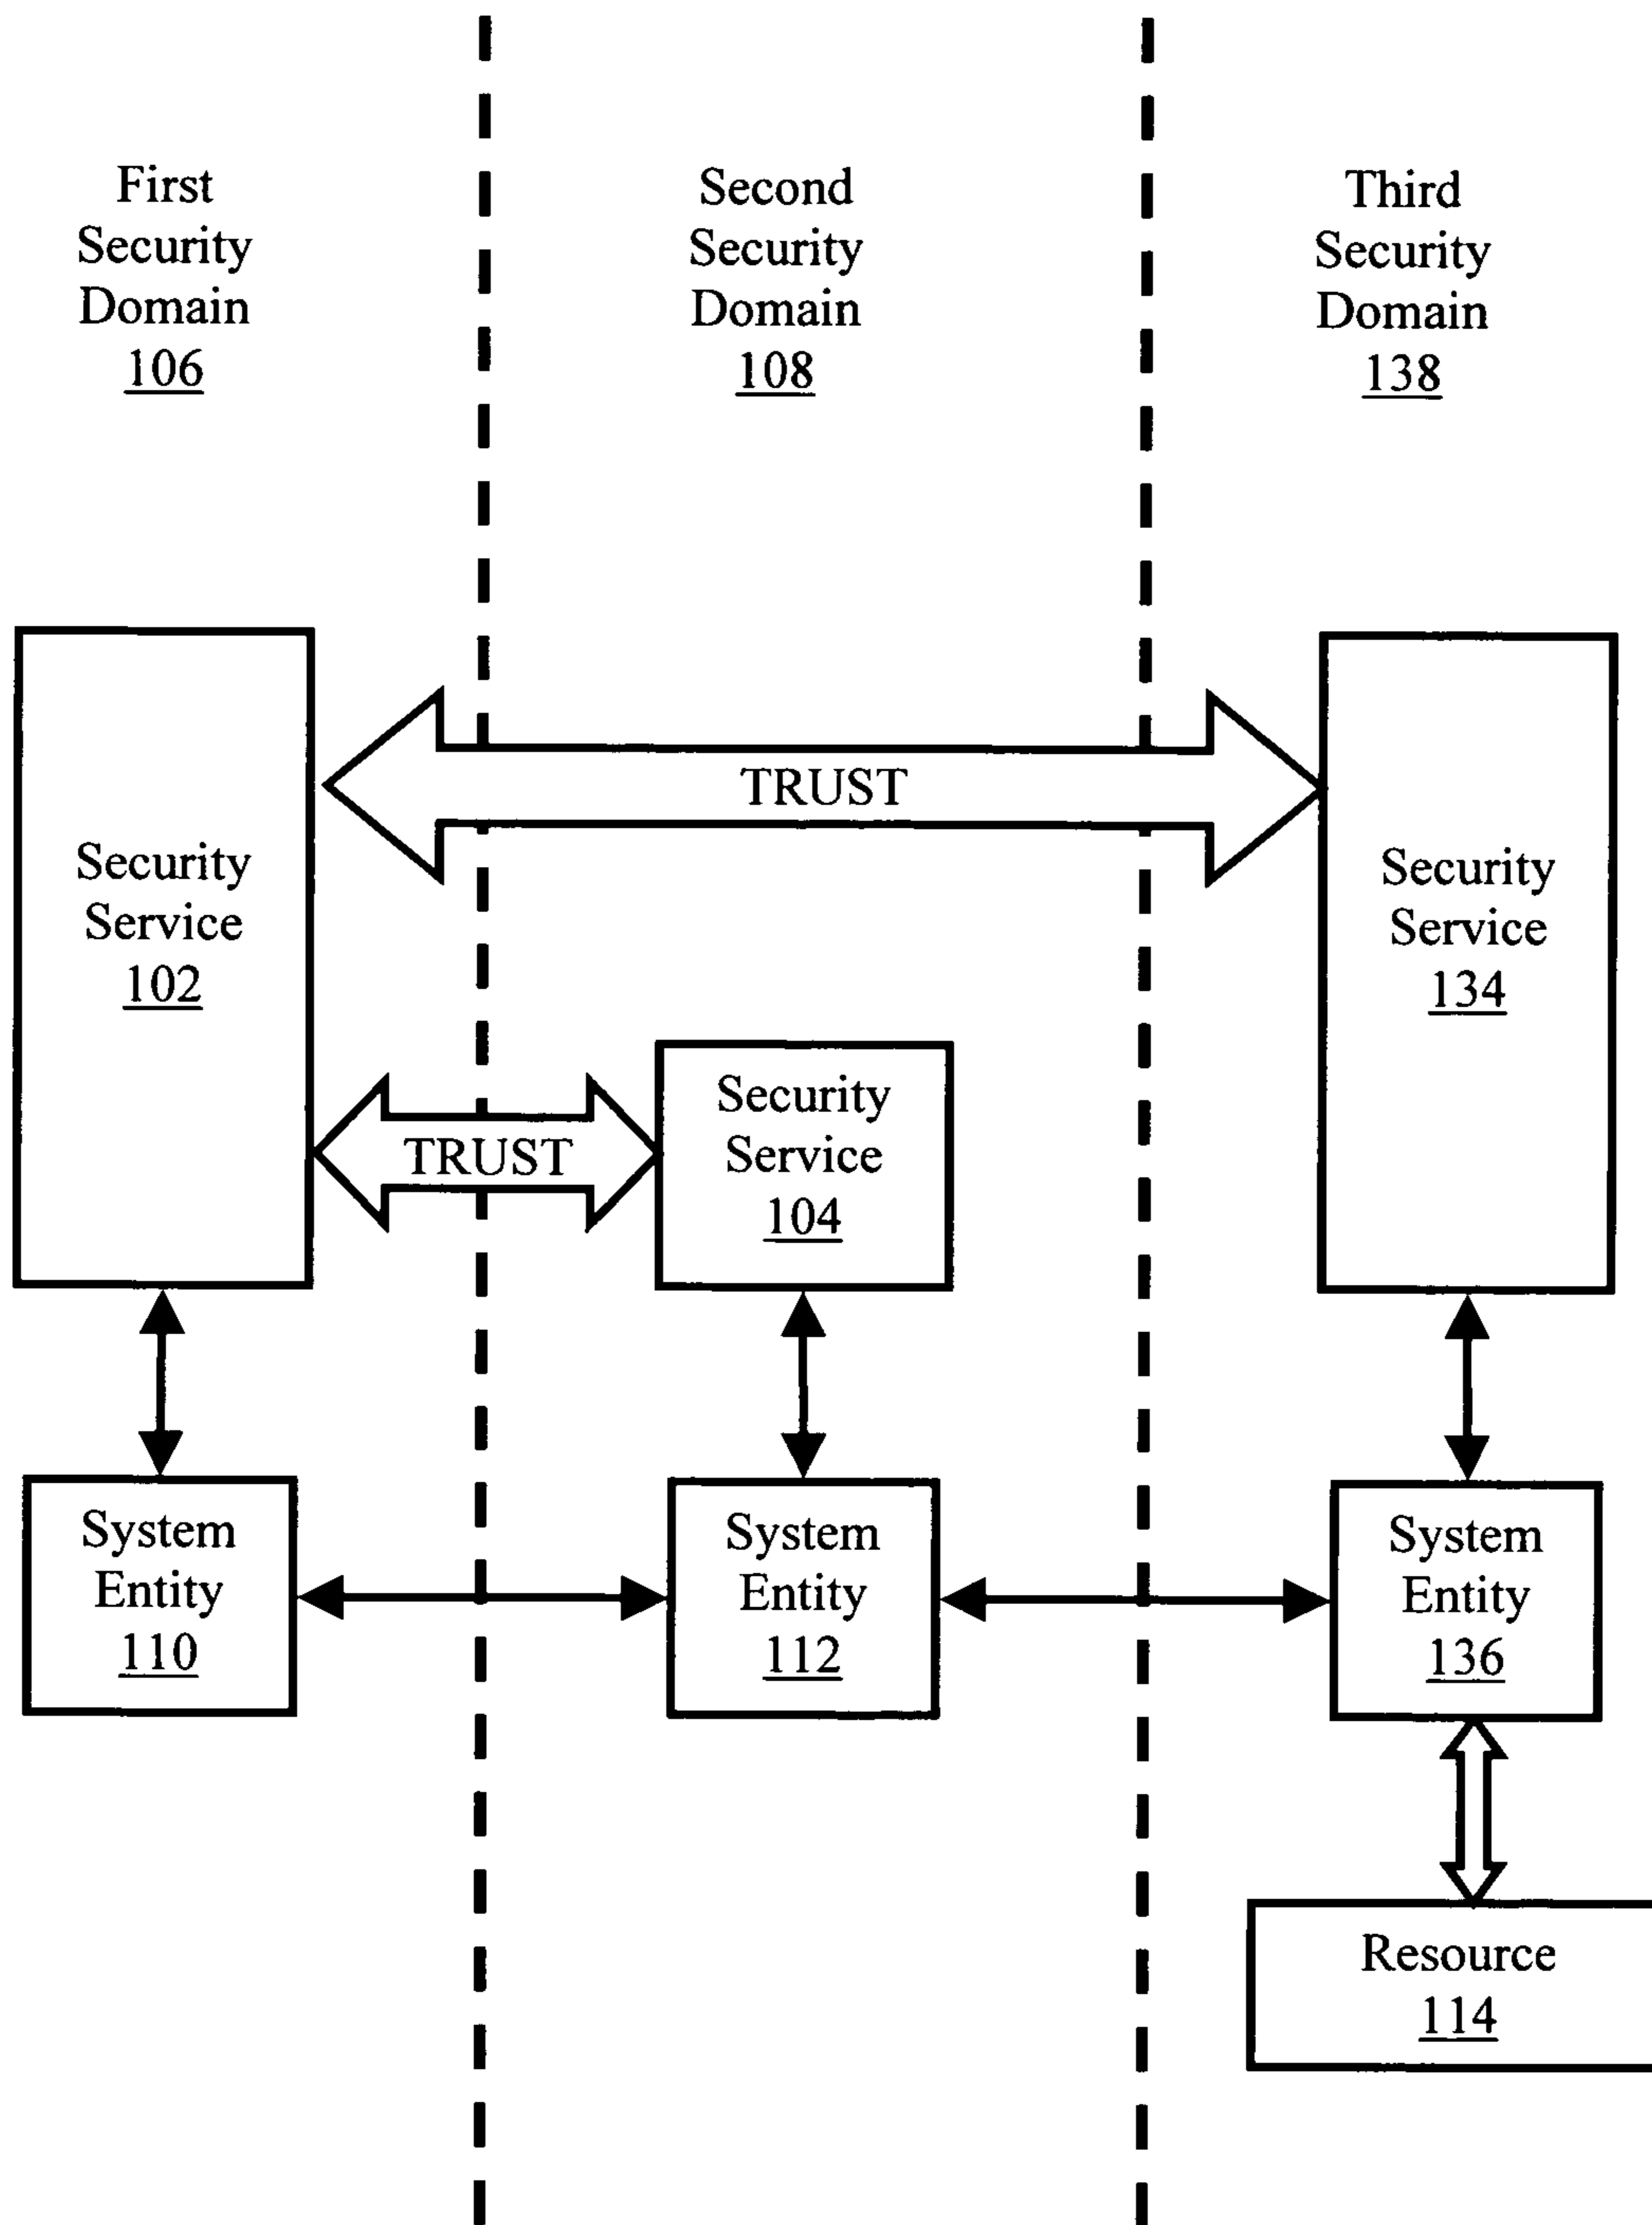 First
Security
Domain
106
Second
Security
Domain
108
Third
Security
Domain
138
TRUST
Security
Service
102
Security
Service
134
TRUST
Security
Service
104
System
Entity
110
System
Entity
112
System
Entity
136
Resource
114